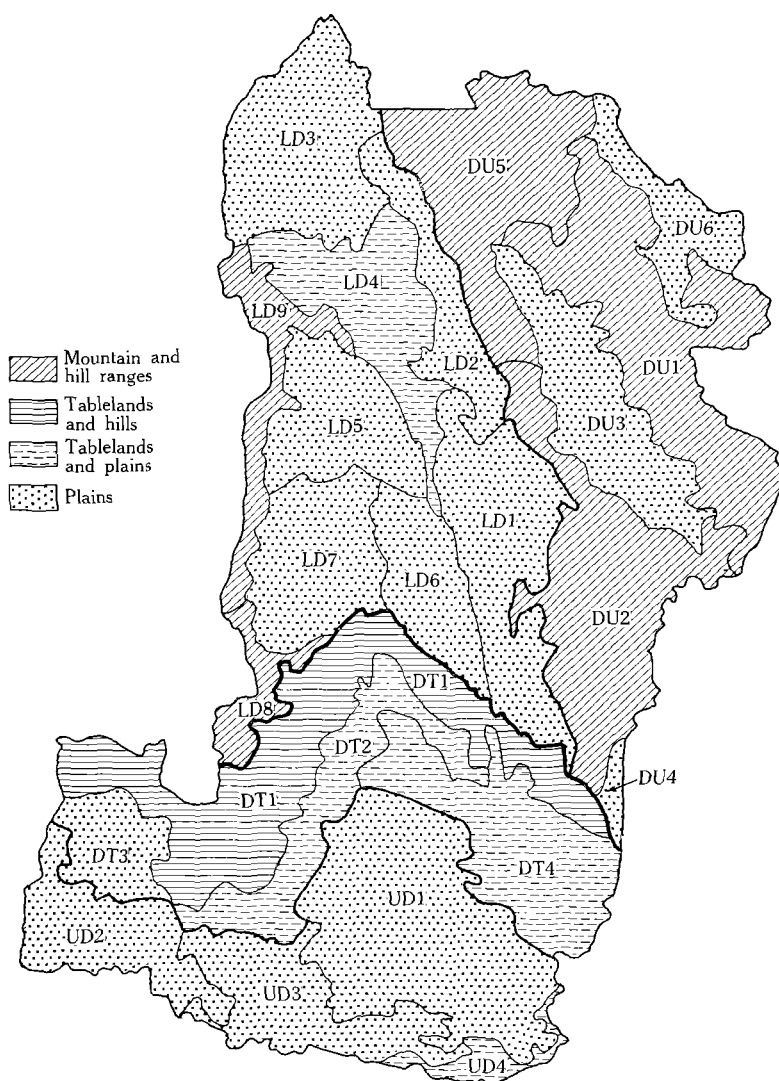 LD3
DU5
DU6
LD4
LD9
LD2
DU1
Mountain and
hill ranges
Tablelands
and hills
Tablelands
and plains
Plains
LD5
DU3
LD1
LD7
LD6
DU2
DT1
LD8
DT2
DU4
DT1
DT3
DT4
UD1
UD2
UD3
UD4